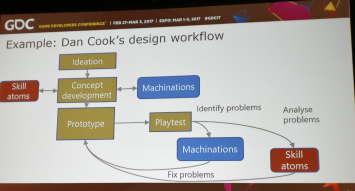 GDC GAME DEVELOPERS CONFERENCE | FEB 27-MAR 3, 2017 | EXPO: MAR 1-3, 2017 #GDC17
Example: Dan Cook's design workflow
Ideation
Skill atoms
Concept development
Machinations
Identify problems
Analyse problems
Prototype
Playtest
Machinations
Skill atoms
Fix problems